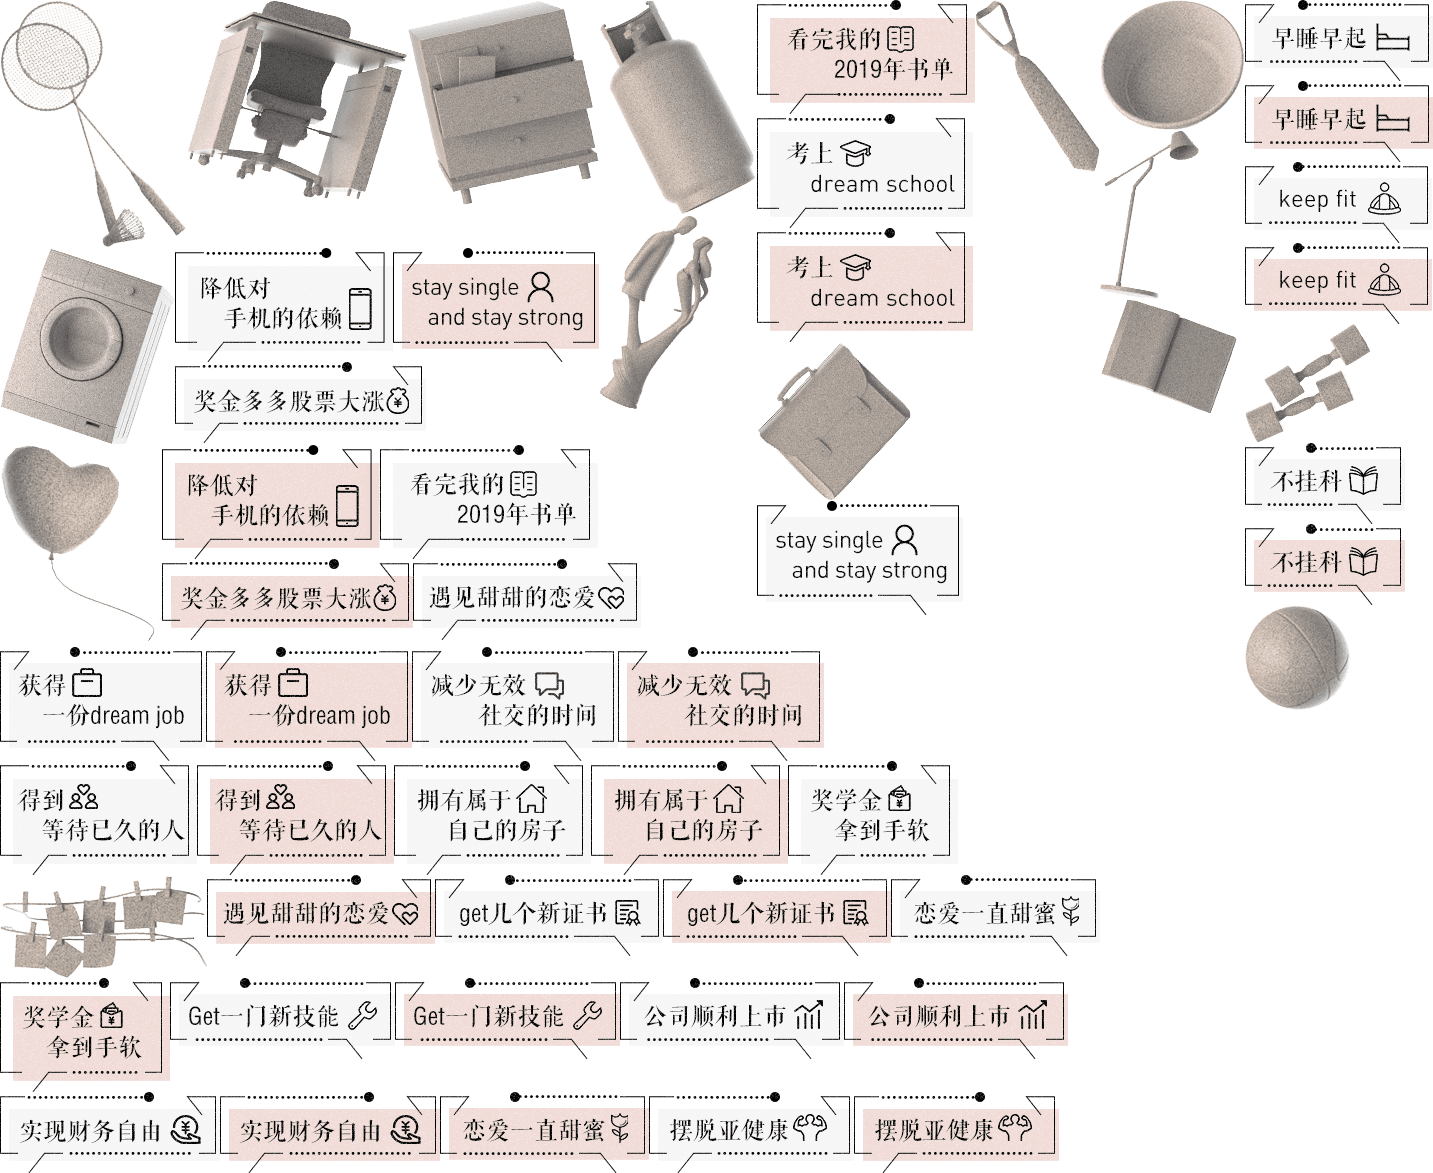 看完我的
2019年书单
早睡早起
早睡早起
考上
dream school
keep fit
考上
dream school
keep fit
降低对
手机的依赖
stay single
and stay strong
奖金多多股票大涨
降低对
手机的依赖
看完我的
2019年书单
不挂科
stay single
and stay strong
不挂科
奖金多多股票大涨
遇见甜甜的恋爱
获得
一份dream job
获得
一份dream job
减少无效
社交的时间
减少无效
社交的时间
得到
等待已久的人
得到
等待已久的人
拥有属于
自己的房子
拥有属于
自己的房子
奖学金
拿到手软
遇见甜甜的恋爱
get几个新证书
get几个新证书
恋爱一直甜蜜
奖学金
拿到手软
Get一门新技能
Get一门新技能
公司顺利上市
公司顺利上市
实现财务自由
实现财务自由
恋爱一直甜蜜
摆脱亚健康
摆脱亚健康